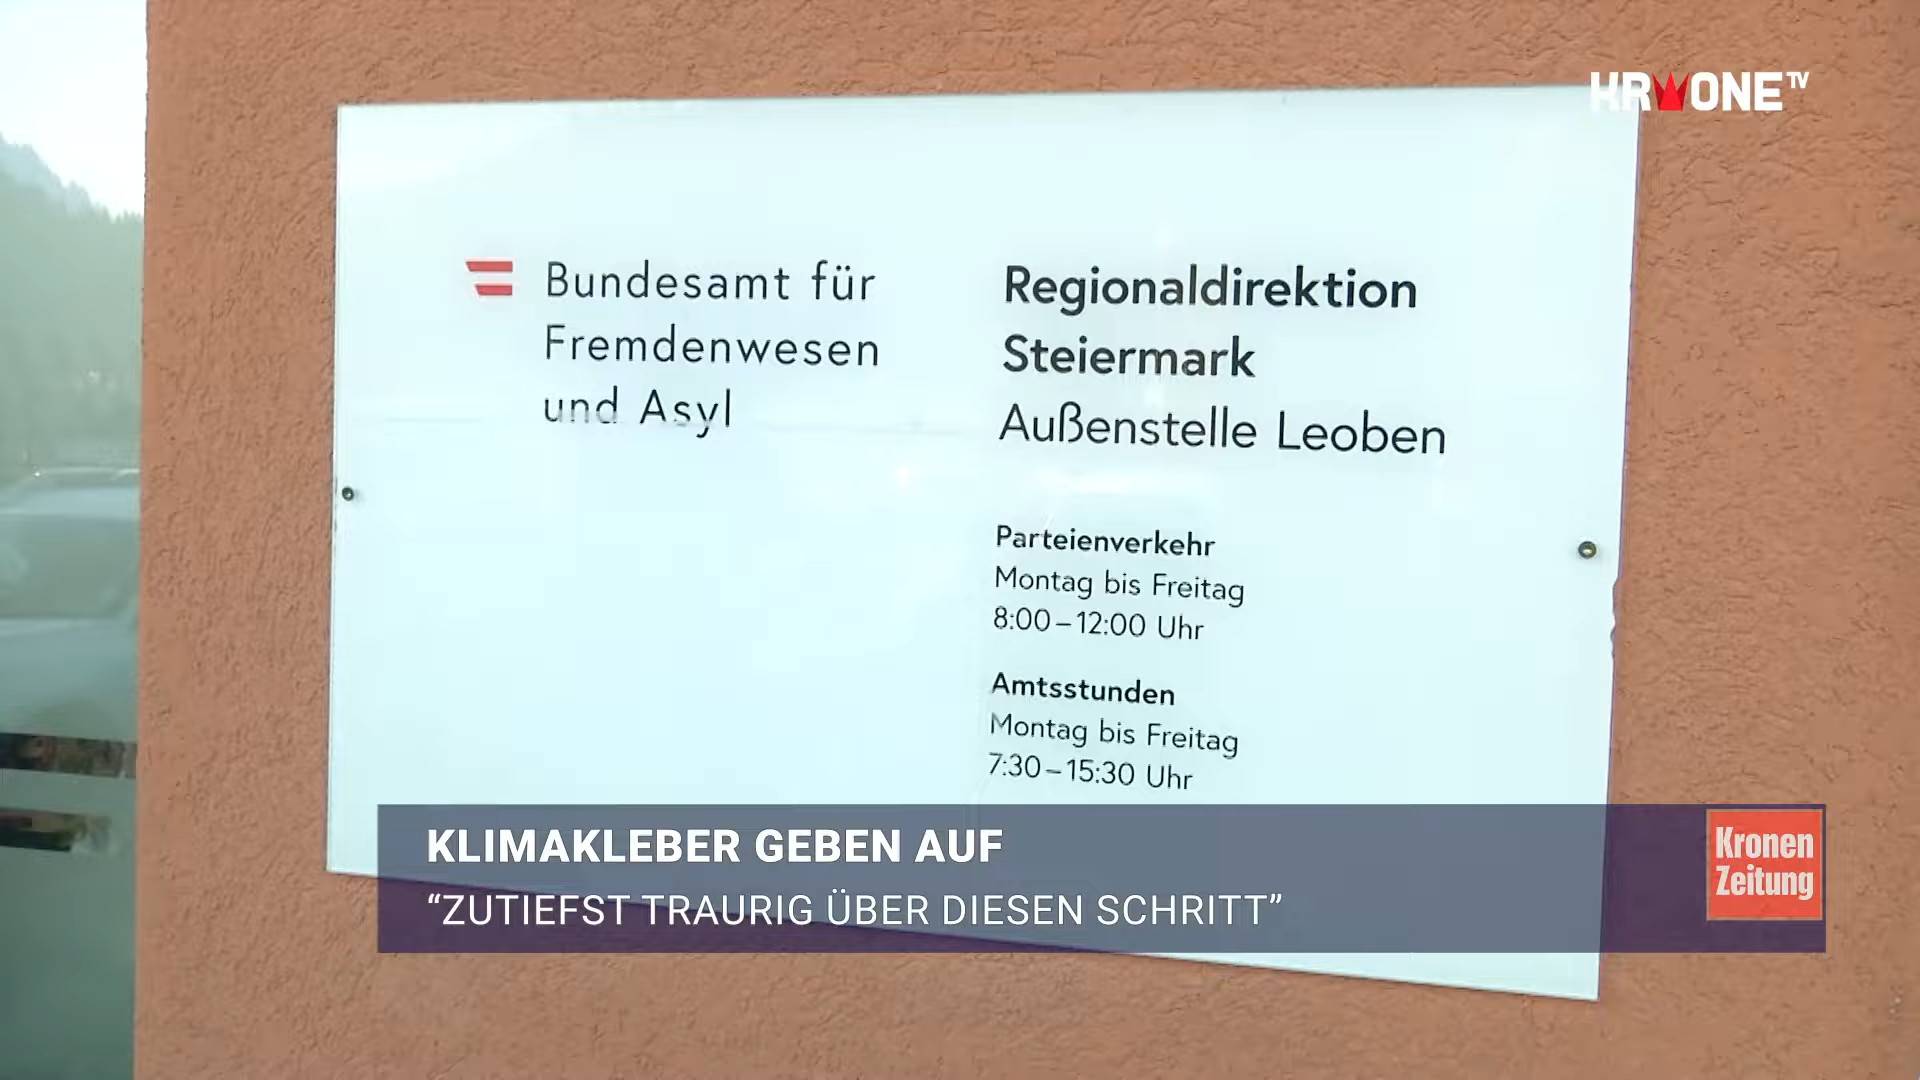 KRONE TV
Bundesamt für
Fremdenwesen
und Asyl
Regionaldirektion
Steiermark
Außenstelle Leoben
Parteienverkehr
Montag bis Freitag
8:00–12:00 Uhr
Amtsstunden
Montag bis Freitag
7:30–15:30 Uhr
KLIMAKLEBER GEBEN AUF
“ZUTIEFST TRAURIG ÜBER DIESEN SCHRITT”
Kronen
Zeitung